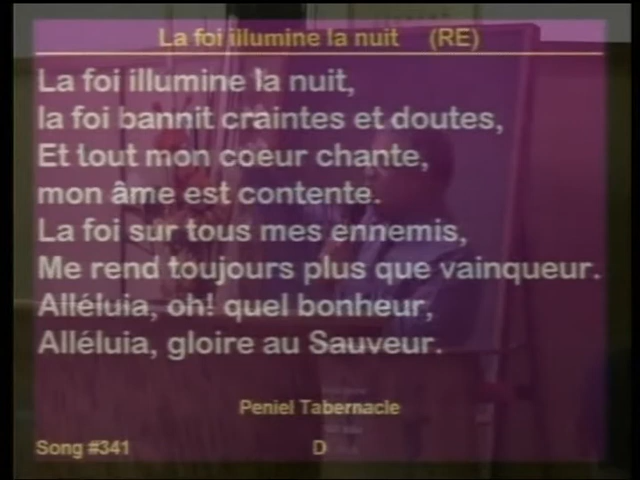 La foi illumine la nuit (RE)
La foi illumine la nuit,
la foi bannit craintes et doutes,
Et tout mon coeur chante,
mon âme est contente.
La foi sur tous mes ennemis,
Me rend toujours plus que vainqueur.
Alléluia, oh! quel bonheur,
Alléluia, gloire au Sauveur.
Peniel Tabernacle
Song #341 D